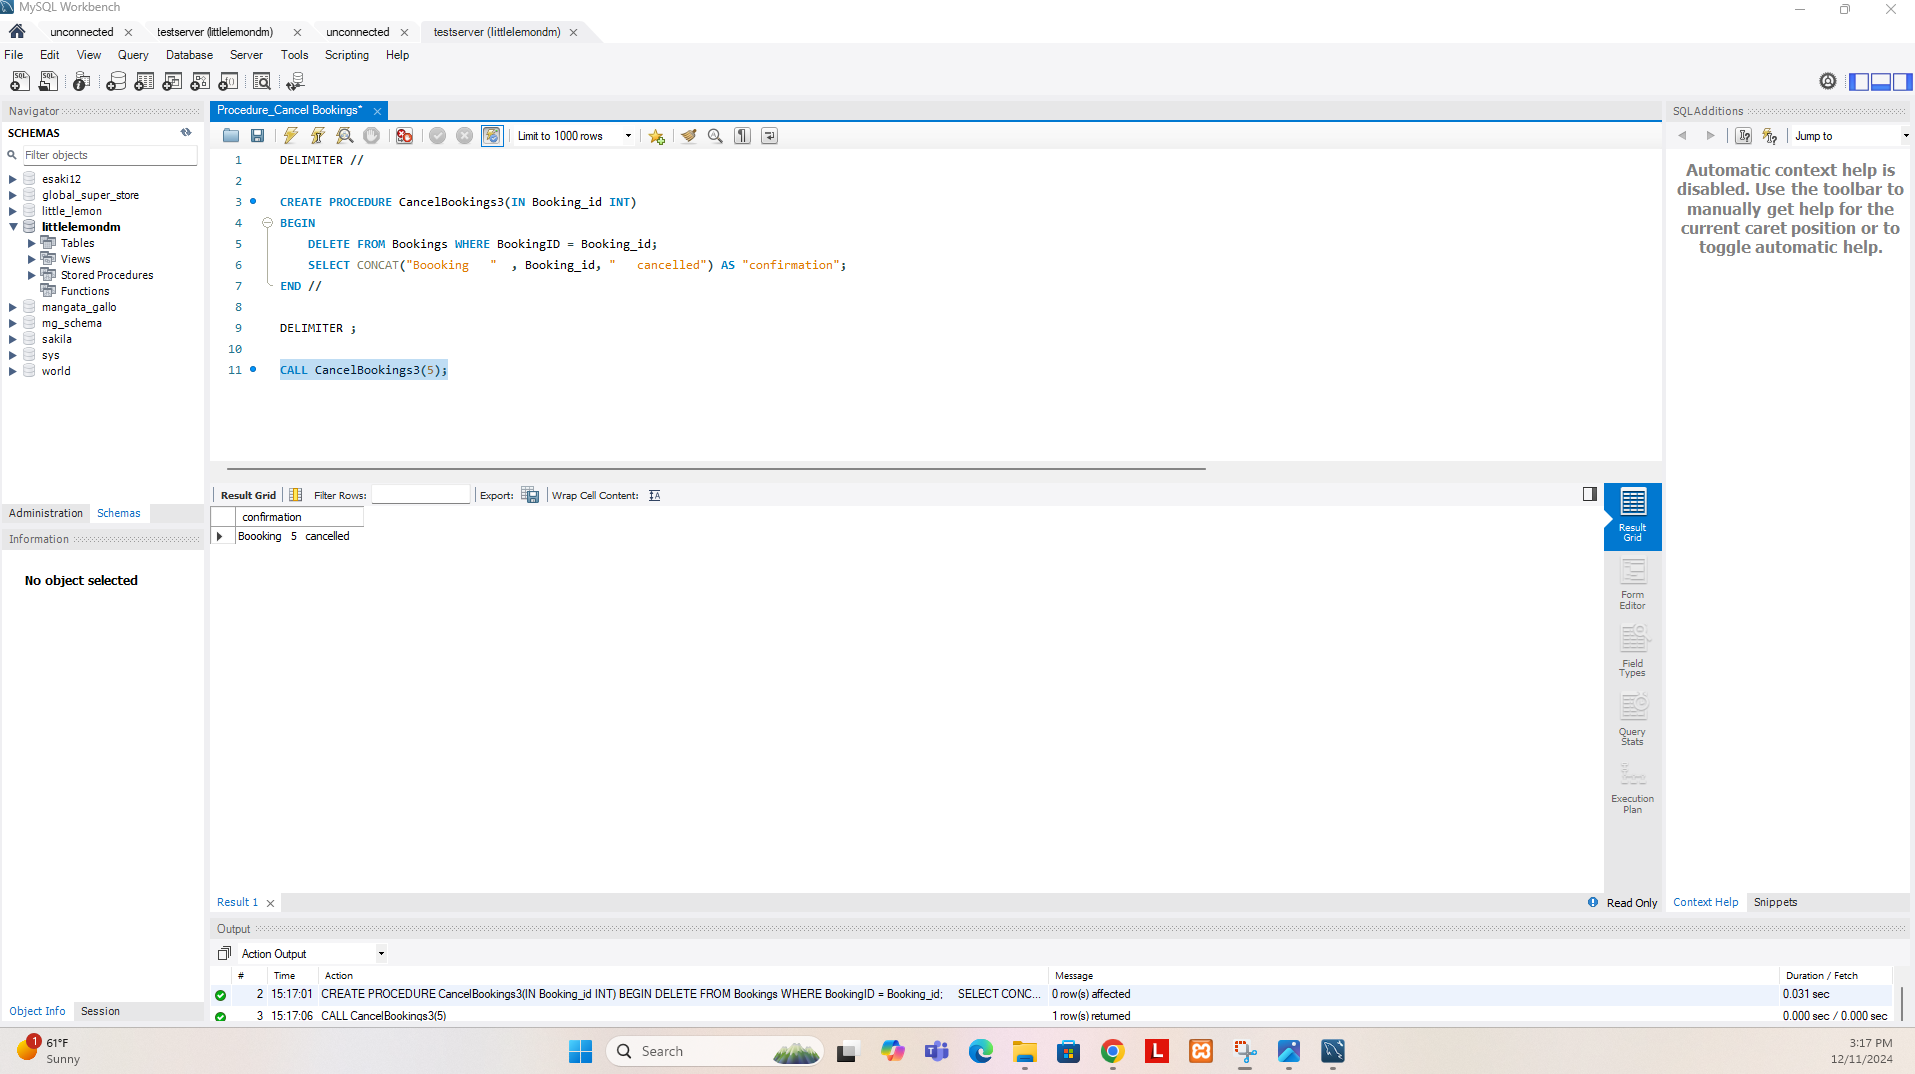 MySQL Workbench
unconnected
testserver (littlelemondm)
unconnected
testserver (littlelemondm)
File Edit View Query Database Server Tools Scripting Help
Navigator
SCHEMAS
Filter objects
esaki12
global_super_store
little_lemon
littlelemondm
Tables
Views
Stored Procedures
Functions
mangata_gallo
mg_schema
sakila
sys
world
Administration Schemas
Information
No object selected
Object Info Session
Procedure_Cancel Bookings*
Limit to 1000 rows
1 DELIMITER //
2
3 CREATE PROCEDURE CancelBookings3(IN Booking_id INT)
4 BEGIN
5 DELETE FROM Bookings WHERE BookingID = Booking_id;
6 SELECT CONCAT("Boooking   "  , Booking_id, "   cancelled") AS "confirmation";
7 END //
8
9 DELIMITER ;
10
11 CALL CancelBookings3(5);
Result Grid Filter Rows: Export: Wrap Cell Content:
confirmation
Boooking   5   cancelled
Result Grid
Form Editor
Field Types
Query Stats
Execution Plan
Result 1
Read Only
SQLAdditions
Jump to
Automatic context help is
disabled. Use the toolbar to
manually get help for the
current caret position or to
toggle automatic help.
Context Help Snippets
Output
Action Output
# Time Action Message Duration / Fetch
2 15:17:01 CREATE PROCEDURE CancelBookings3(IN Booking_id INT) BEGIN DELETE FROM Bookings WHERE BookingID = Booking_id;     SELECT CONC... 0 row(s) affected 0.031 sec
3 15:17:06 CALL CancelBookings3(5) 1 row(s) returned 0.000 sec / 0.000 sec
1
61°F
Sunny
Search
L
3:17 PM
12/11/2024